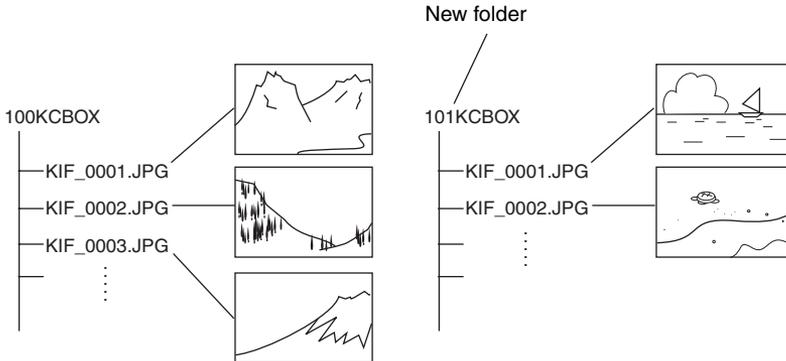 New folder
100KCBOX
KIF_0001.JPG
KIF_0002.JPG
KIF_0003.JPG
101KCBOX
KIF_0001.JPG
KIF_0002.JPG